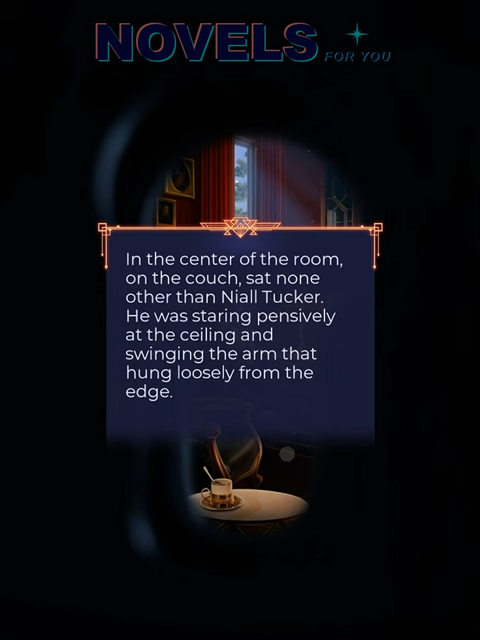 NOVELS
FOR YOU
In the center of the room,
on the couch, sat none
other than Niall Tucker.
He was staring pensively
at the ceiling and
swinging the arm that
hung loosely from the
edge.